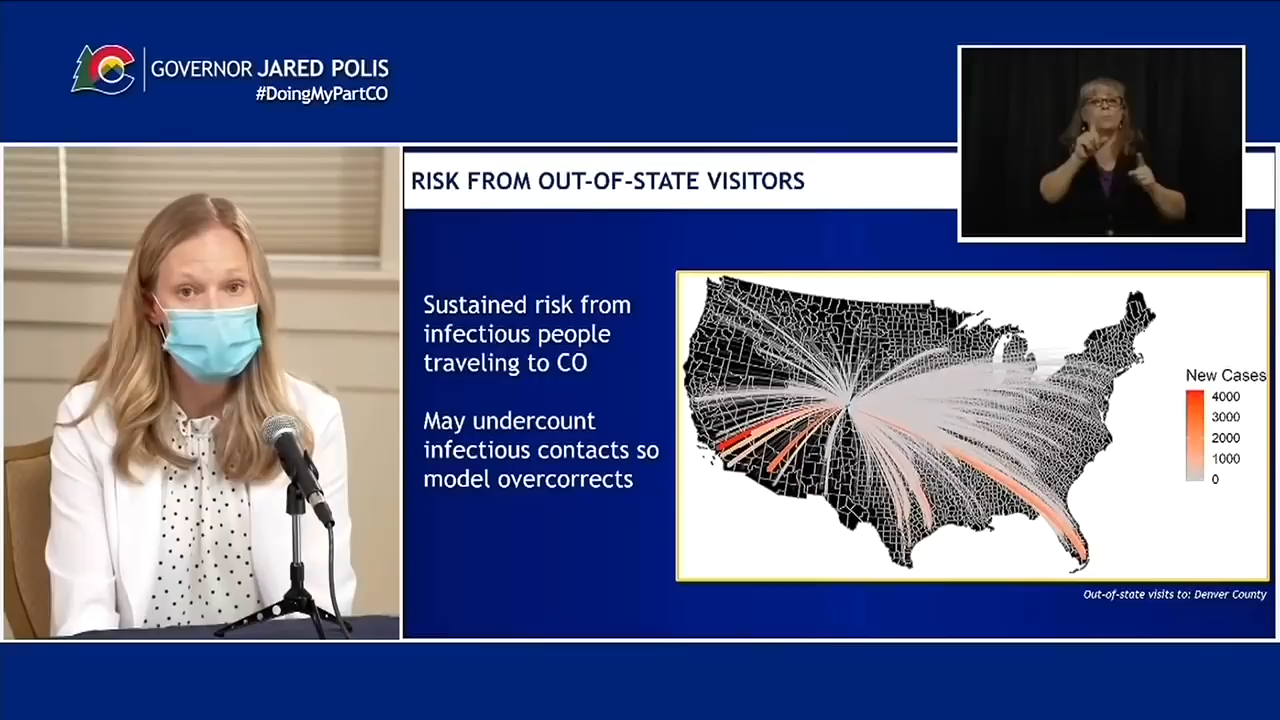 GOVERNOR JARED POLIS
#DoingMyPartCO
RISK FROM OUT-OF-STATE VISITORS
Sustained risk from
infectious people
traveling to CO
May undercount
infectious contacts so
model overcorrects
New Cases
4000
3000
2000
1000
0
Out-of-state visits to: Denver County